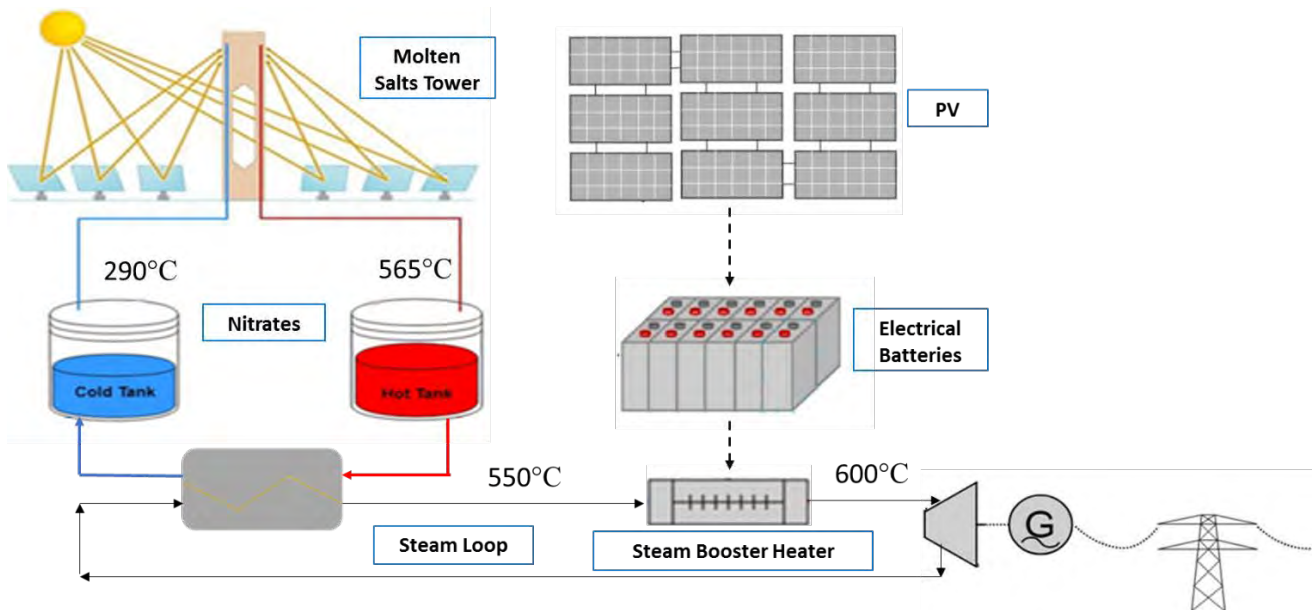 Molten
Salts Tower
PV
290°C
565°C
Nitrates
Electrical
Batteries
Cold Tank
Hot Tank
550°C
600°C
Steam Loop
Steam Booster Heater
G